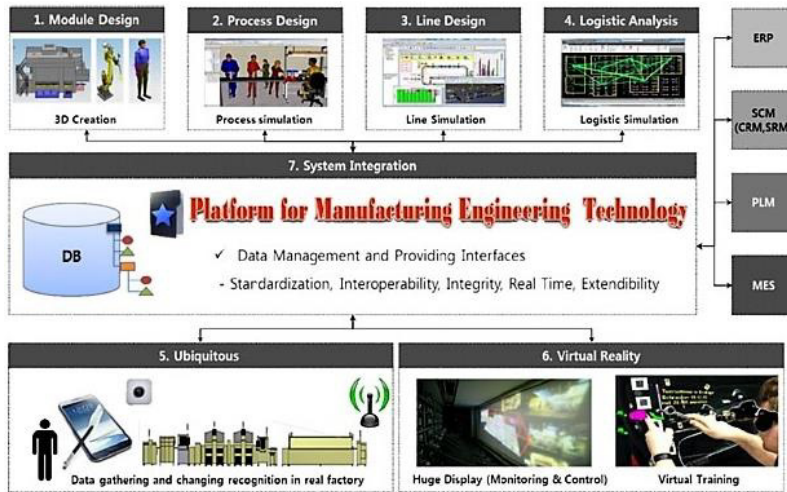 1. Module Design
3D Creation
2. Process Design
Process simulation
3. Line Design
Line Simulation
4. Logistic Analysis
Logistic Simulation
ERP
SCM
(CRM,SRM
PLM
MES
7. System Integration
DB
Platform for Manufacturing Engineering Technology
✓ Data Management and Providing Interfaces
- Standardization, Interoperability, Integrity, Real Time, Extendibility
5. Ubiquitous
Data gathering and changing recognition in real factory
6. Virtual Reality
Huge Display (Monitoring & Control)
Virtual Training